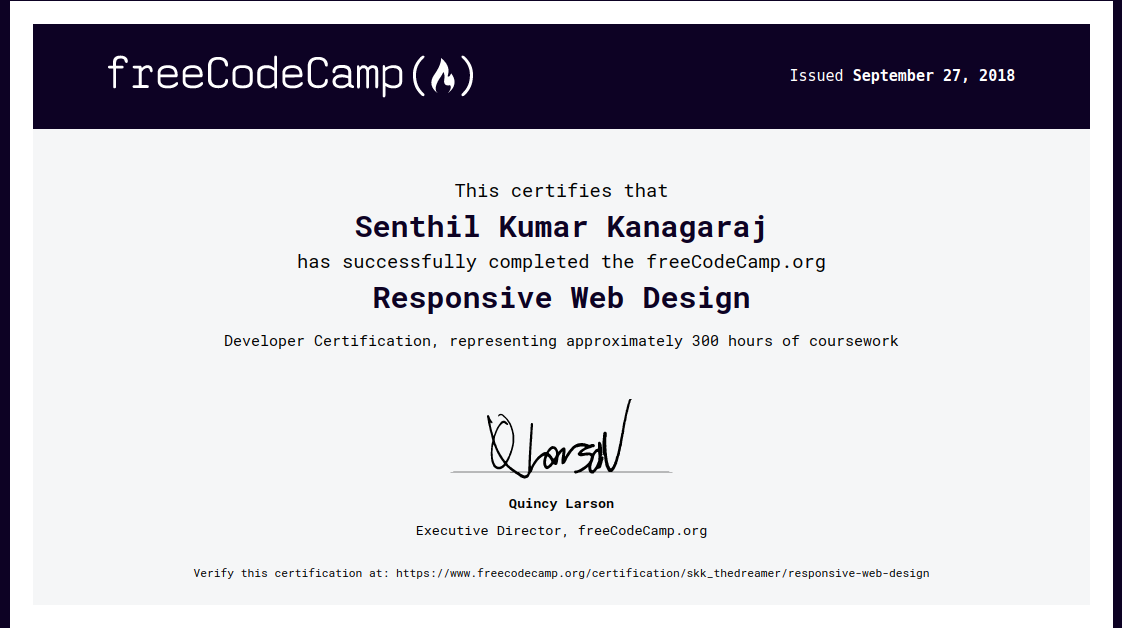 freeCodeCamp
Issued September 27, 2018
This certifies that
Senthil Kumar Kanagaraj
has successfully completed the freeCodeCamp.org
Responsive Web Design
Developer Certification, representing approximately 300 hours of coursework
Q Larson
Quincy Larson
Executive Director, freeCodeCamp.org
Verify this certification at: https://www.freecodecamp.org/certification/skk_thedreamer/responsive-web-design